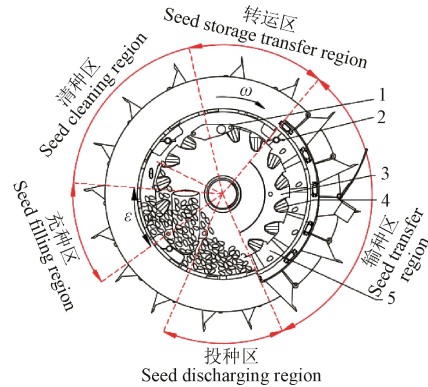 转运区
Seed storage transfer region
清种区
Seed cleaning region
充种区
Seed filling region
投种区
Seed discharging region
输种区
Seed transfer
region
ω
ε
1
2
3
4
5